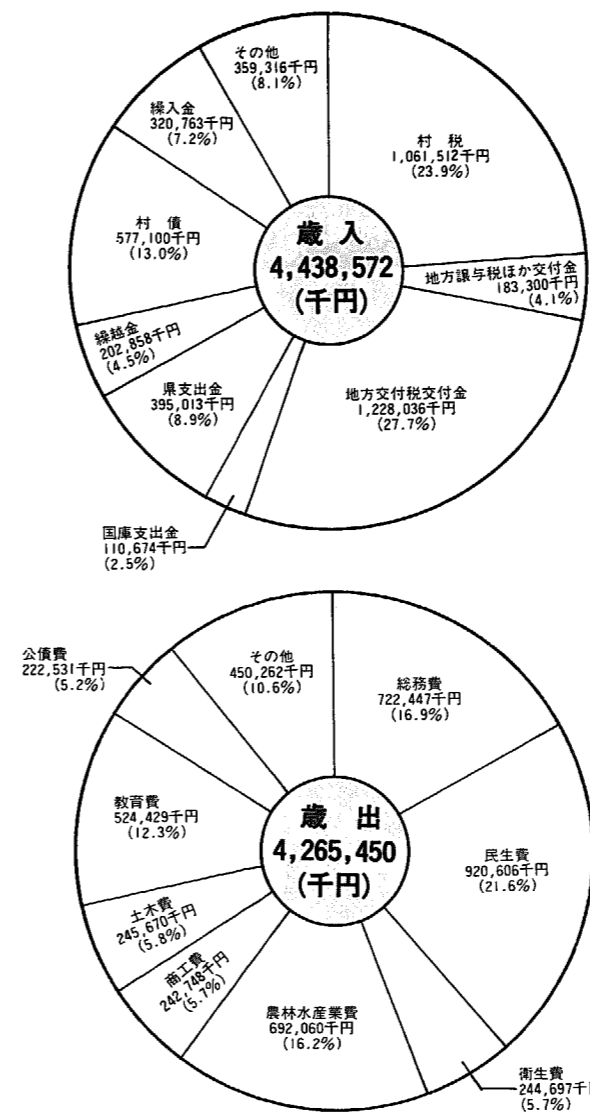 その他
359,316千円
(8.1%)
繰入金
320,763千円
(7.2%)
村 税
1,061,512千円
(23.9%)
村 債
577,100千円
(13.0%)
歳 入
4,438,572
(千円)
地方譲与税ほか交付金
183,300千円
(4.1%)
繰越金
202,858千円
(4.5%)
県支出金
395,013千円
(8.9%)
地方交付税交付金
1,228,036千円
(27.7%)
国庫支出金
110,674千円
(2.5%)
公債費
222,531千円
(5.2%)
その他
450,262千円
(10.6%)
総務費
722,447千円
(16.9%)
教育費
524,429千円
(12.3%)
歳 出
4,265,450
(千円)
民生費
920,606千円
(21.6%)
土木費
245,670千円
(5.8%)
商工費
242,748千円
(5.7%)
農林水産業費
692,060千円
(16.2%)
衛生費
244,697千
(5.7%)